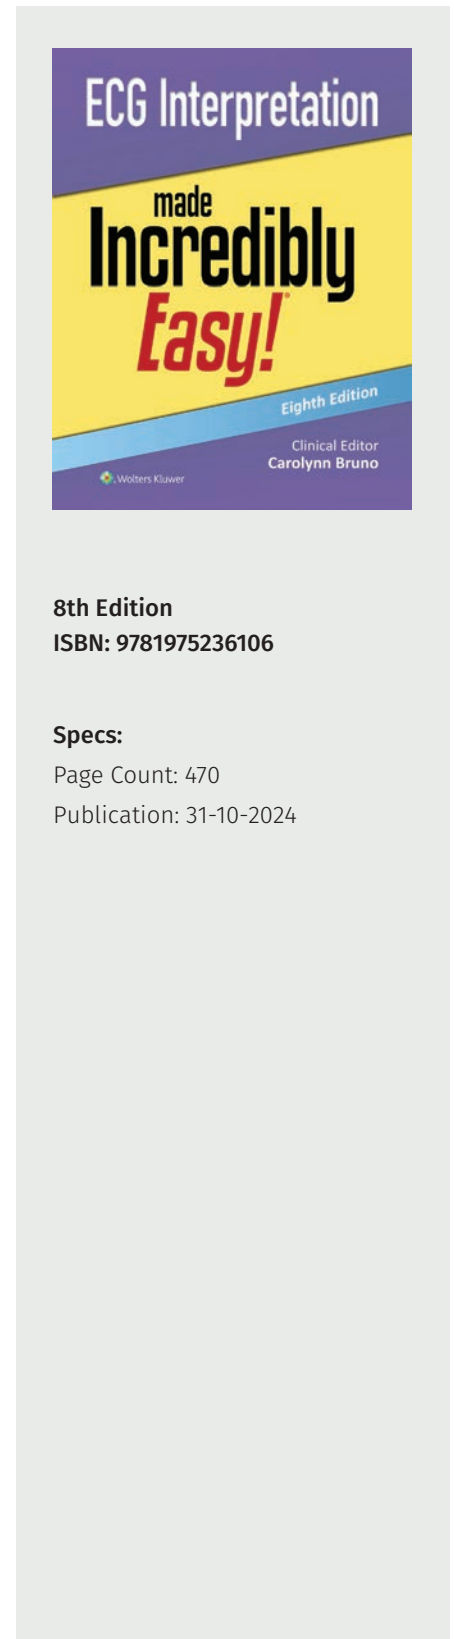 ECG Interpretation
made
Incredibly
Easy!®
Eighth Edition
Clinical Editor
Carolynn Bruno
Wolters Kluwer
8th Edition
ISBN: 9781975236106
Specs:
Page Count: 470
Publication: 31-10-2024